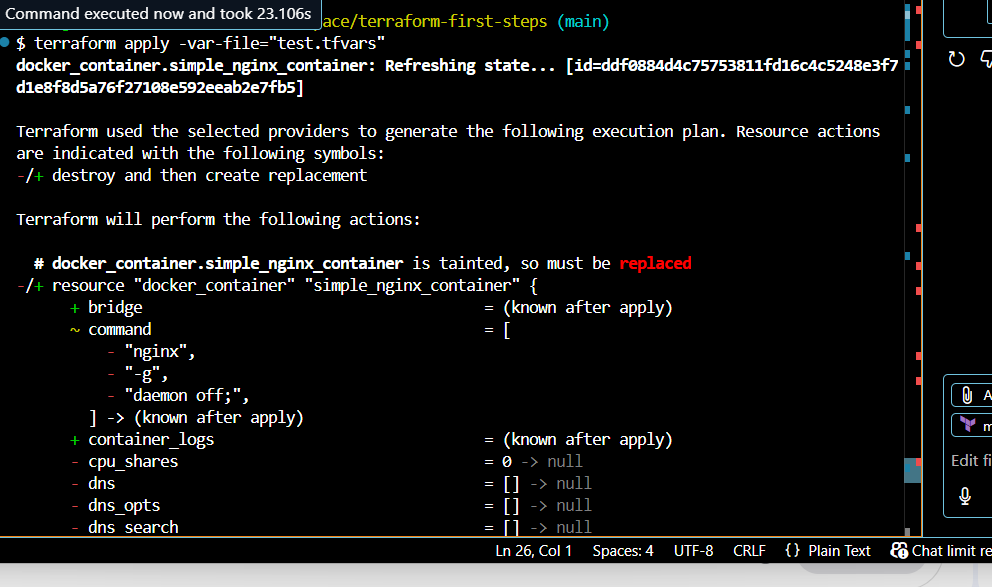 Command executed now and took 23.106s
ace/terraform-first-steps (main)
$ terraform apply -var-file="test.tfvars"
docker_container.simple_nginx_container: Refreshing state... [id=ddf0884d4c75753811fd16c4c5248e3f7
d1e8f8d5a76f27108e592eeab2e7fb5]
Terraform used the selected providers to generate the following execution plan. Resource actions
are indicated with the following symbols:
-/+ destroy and then create replacement
Terraform will perform the following actions:
# docker_container.simple_nginx_container is tainted, so must be replaced
-/+ resource "docker_container" "simple_nginx_container" {
+ bridge = (known after apply)
~ command = [
- "nginx",
- "-g",
- "daemon off;",
] -> (known after apply)
+ container_logs = (known after apply)
- cpu_shares = 0 -> null
- dns = [] -> null
- dns_opts = [] -> null
- dns_search = [] -> null
A
m
Edit fi
Ln 26, Col 1 Spaces: 4 UTF-8 CRLF {} Plain Text Chat limit re